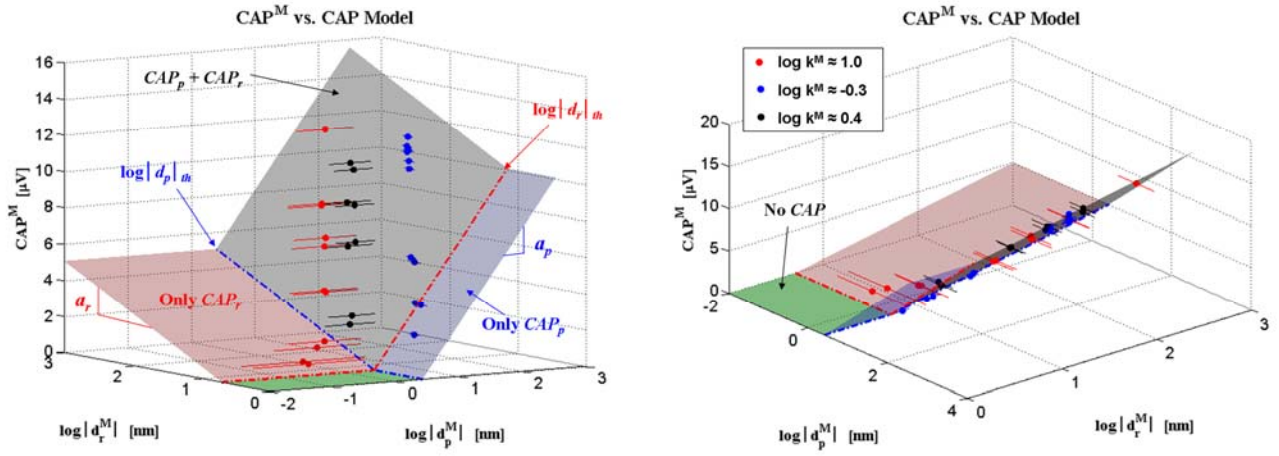 CAP^M vs. CAP Model
16
14
12
10
8
6
4
2
0
CAP^M [μV]
CAP_p + CAP_r
log|d_r|_th
log|d_p|_th
a_p
a_r
Only CAP_r
Only CAP_p
3
2
1
0
-2
-1
0
1
2
3
log|d_r^M| [nm]
log|d_p^M| [nm]
CAP^M vs. CAP Model
log k^M ≈ 1.0
log k^M ≈ -0.3
log k^M ≈ 0.4
20
15
10
5
0
CAP^M [μV]
No CAP
-2
0
2
4
0
1
2
3
log|d_p^M| [nm]
log|d_r^M| [nm]